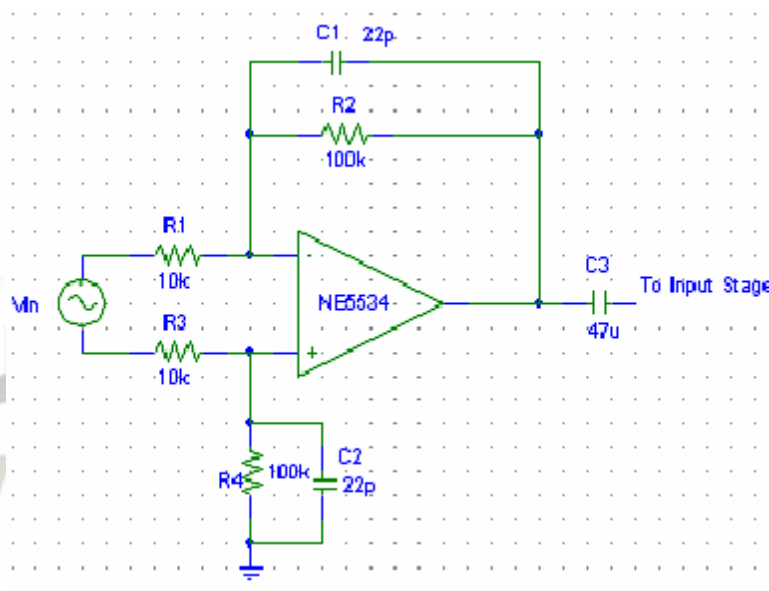 C1 22p
R2
100k
R1
10k
-
NE5534
C3
To Input Stage
47u
Vin
R3
10k
+
R4 100k
C2
22p